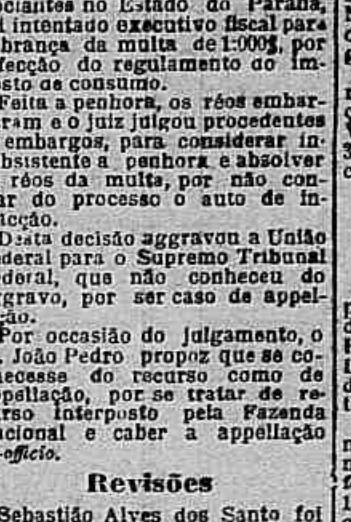 ociantes no Estado do Paraná,
i intentado executivo fiscal para
brança da multa de 1:000$, por
fecção do regulamento do im-
osto de consumo.
Feita a penhora, os réos embar-
ram e o juiz julgou procedentes
embargos, para considerar in-
bsistente a penhora e absolver
réos da multa, por não con-
ar do processo o auto de in-
cção.
Desta decisão aggravou a União
ederal para o Supremo Tribunal
ederal, que não conheceu do
ggravo, por ser caso de appel-
ção.
Por occasião do julgamento, o
. João Pedro propoz que se co-
hecesse do recurso como de
ppellação, por se tratar de re-
urso interposto pela Fazenda
acional e caber a appellação
-officio.
Revisões
Sebastião Alves dos Santo foi